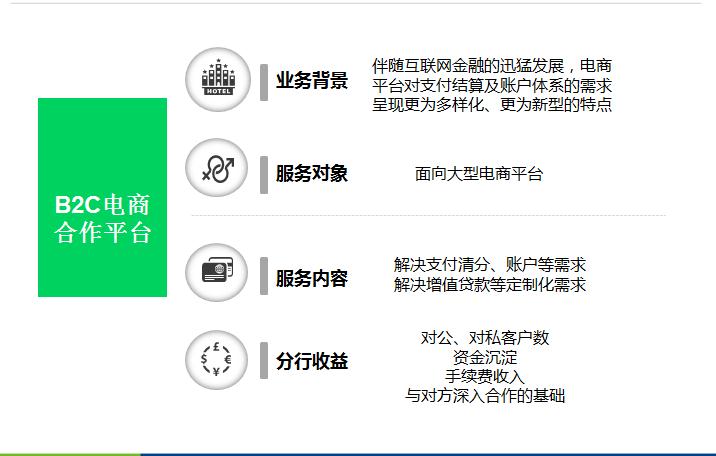 B2C电商
合作平台
HOTEL
业务背景
伴随互联网金融的迅猛发展，电商
平台对支付结算及账户体系的需求
呈现更为多样化、更为新型的特点
服务对象
面向大型电商平台
服务内容
解决支付清分、账户等需求
解决增值贷款等定制化需求
£
$ €
¥
分行收益
对公、对私客户数
资金沉淀
手续费收入
与对方深入合作的基础